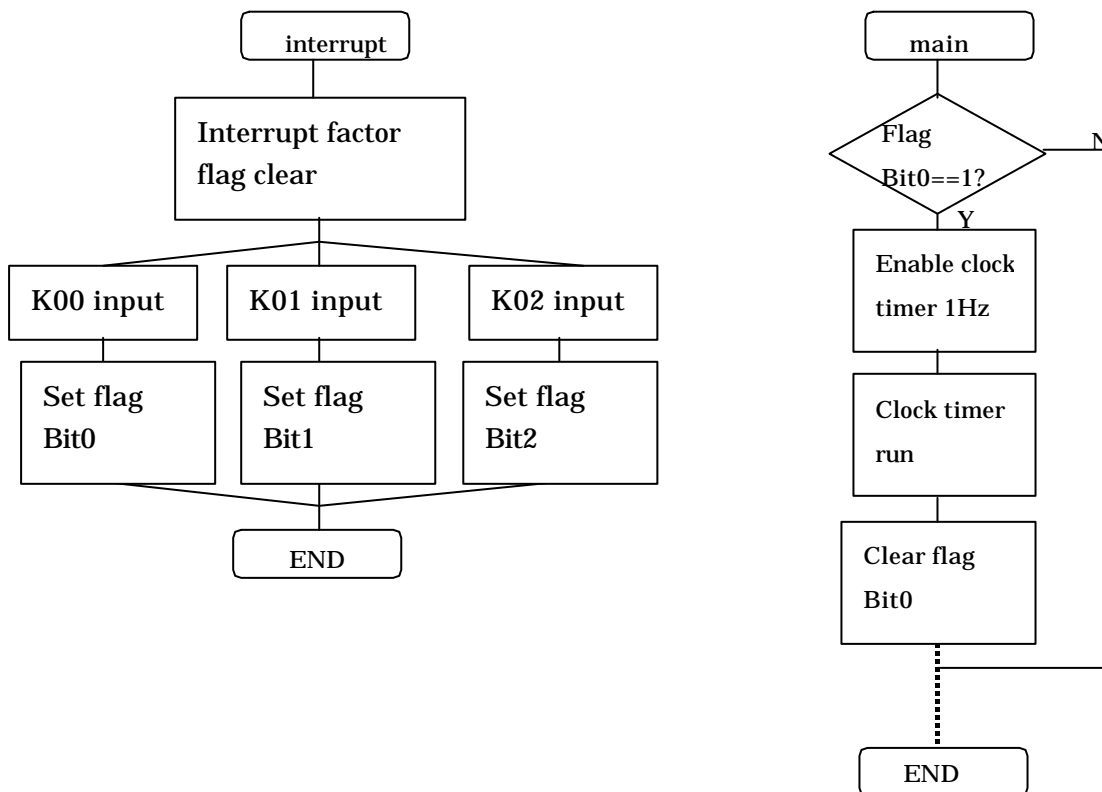 interrupt
Interrupt factor
flag clear
K00 input
K01 input
K02 input
Set flag
Bit0
Set flag
Bit1
Set flag
Bit2
END
main
Flag
Bit0==1?
N
Y
Enable clock
timer 1Hz
Clock timer
run
Clear flag
Bit0
END